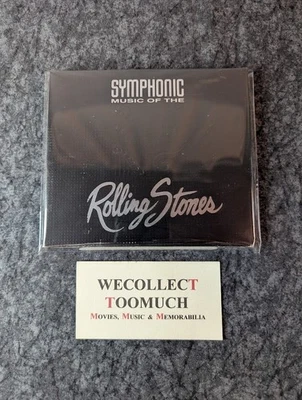 SYMPHONIC
MUSIC OF THE
Rolling Stones
WECOLLECT
TOOMUCH
MOVIES, MUSIC & MEMORABILIA